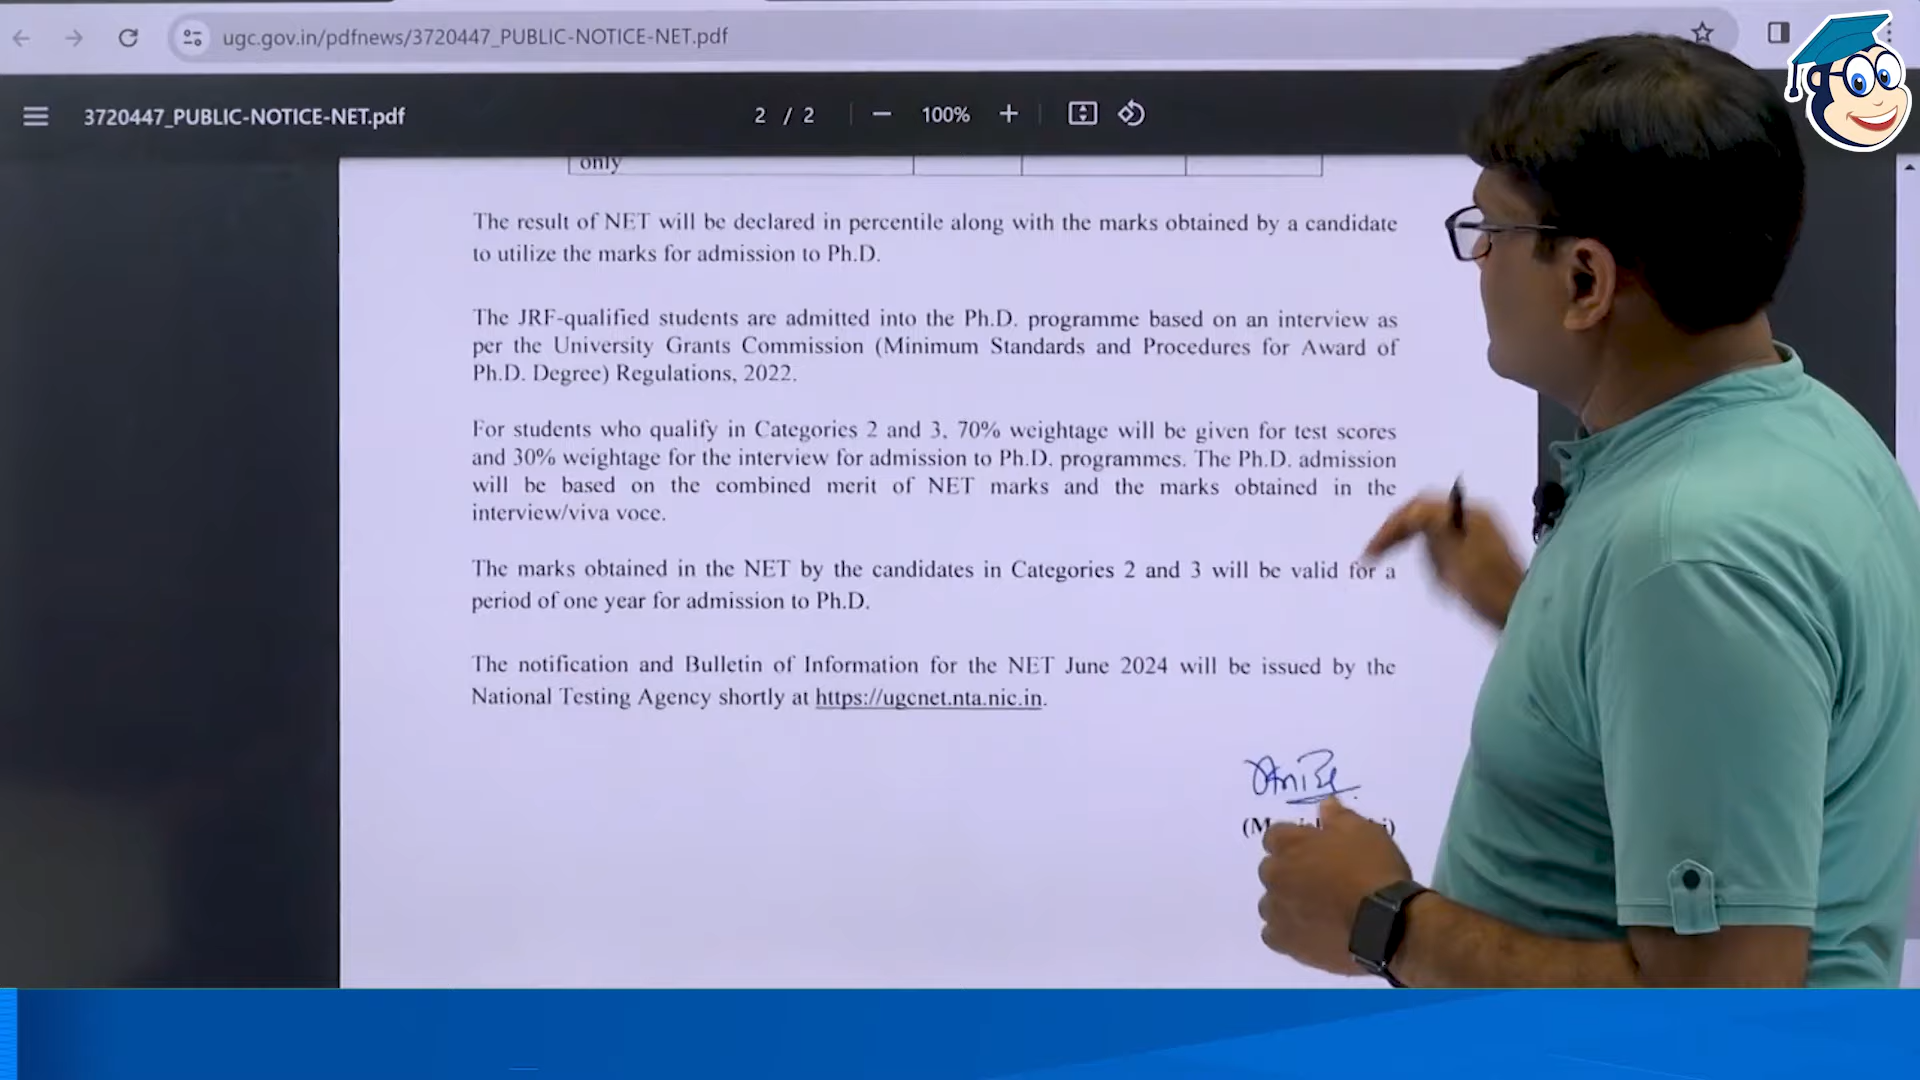 ugc.gov.in/pdfnews/3720447_PUBLIC-NOTICE-NET.pdf
3720447_PUBLIC-NOTICE-NET.pdf
2 / 2
100%
only
The result of NET will be declared in percentile along with the marks obtained by a candidate
to utilize the marks for admission to Ph.D.
The JRF-qualified students are admitted into the Ph.D. programme based on an interview as
per the University Grants Commission (Minimum Standards and Procedures for Award of
Ph.D. Degree) Regulations, 2022.
For students who qualify in Categories 2 and 3, 70% weightage will be given for test scores
and 30% weightage for the interview for admission to Ph.D. programmes. The Ph.D. admission
will be based on the combined merit of NET marks and the marks obtained in the
interview/viva voce.
The marks obtained in the NET by the candidates in Categories 2 and 3 will be valid for a
period of one year for admission to Ph.D.
The notification and Bulletin of Information for the NET June 2024 will be issued by the
National Testing Agency shortly at https://ugcnet.nta.nic.in.